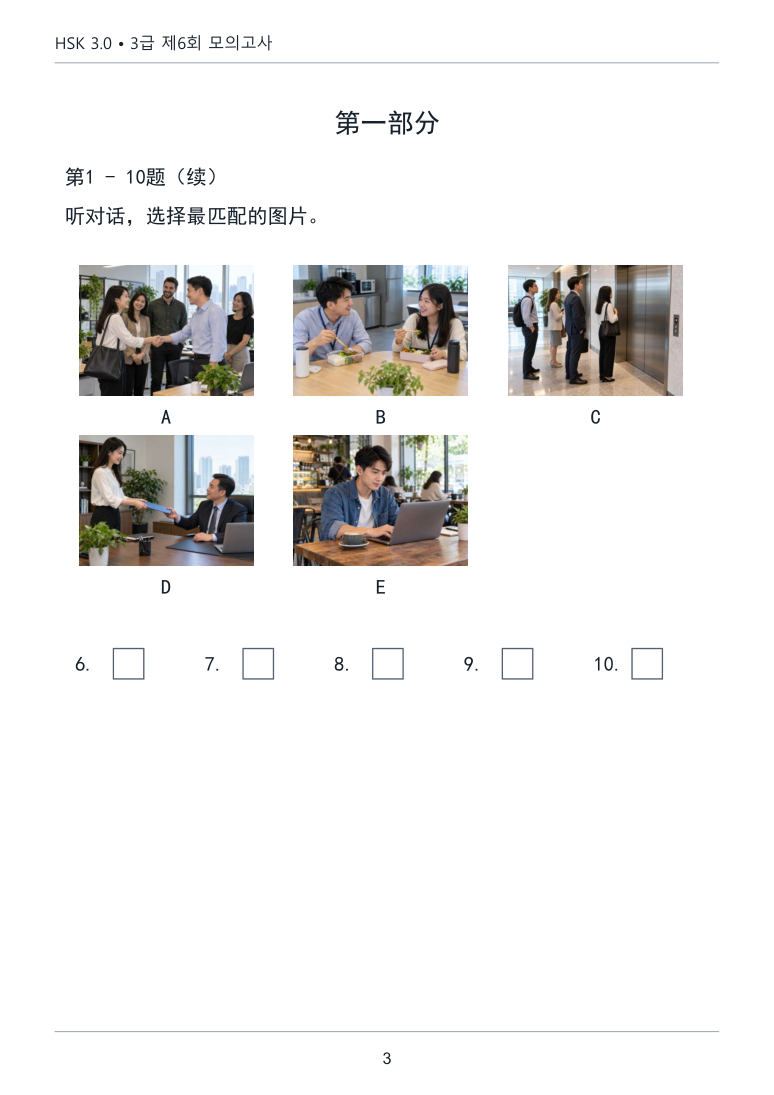 HSK 3.0 • 3급 제6회 모의고사
第一部分
第1 - 10题（续）
听对话，选择最匹配的图片。
A
B
C
D
E
6.
7.
8.
9.
10.
3